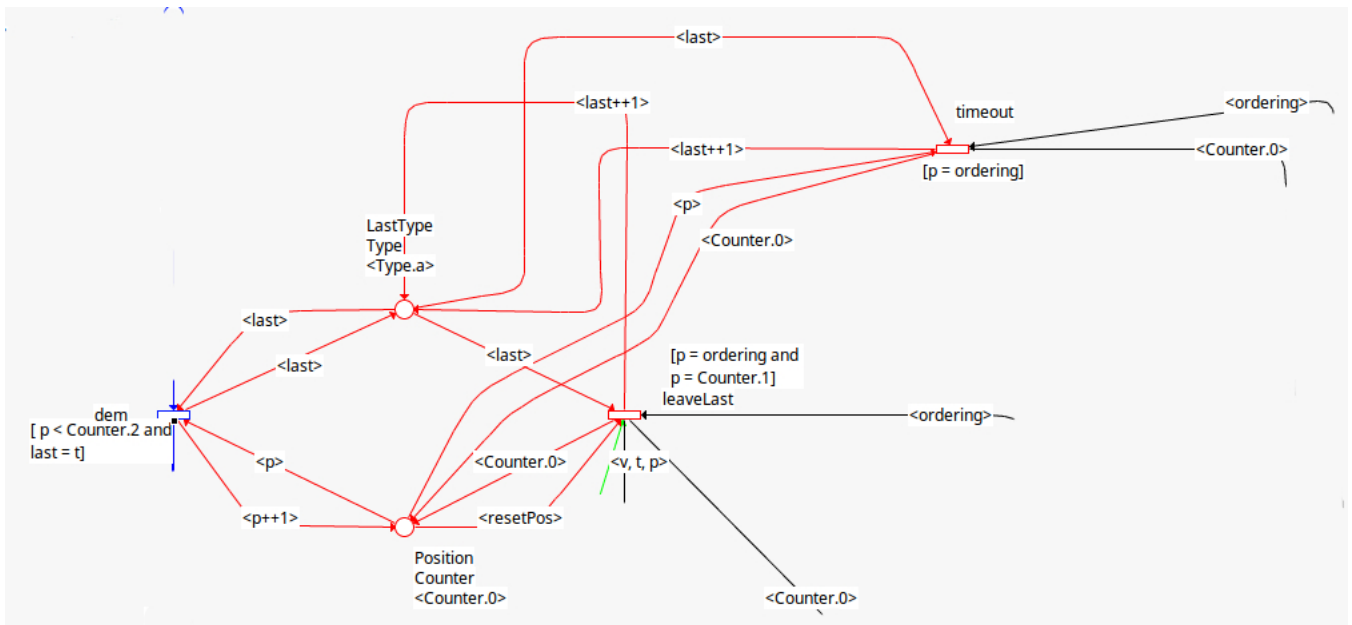 <last>
<last++1>
<ordering>
timeout
<last++1>
<Counter.0>
[p = ordering]
<p>
LastType
Type
<Type.a>
<Counter.0>
<last>
<last>
<last>
[p = ordering and
p = Counter.1]
leaveLast
dem
[ p < Counter.2 and
last = t]
<ordering>
<p>
<Counter.0>
<v, t, p>
<p++1>
<resetPos>
Position
Counter
<Counter.0>
<Counter.0>